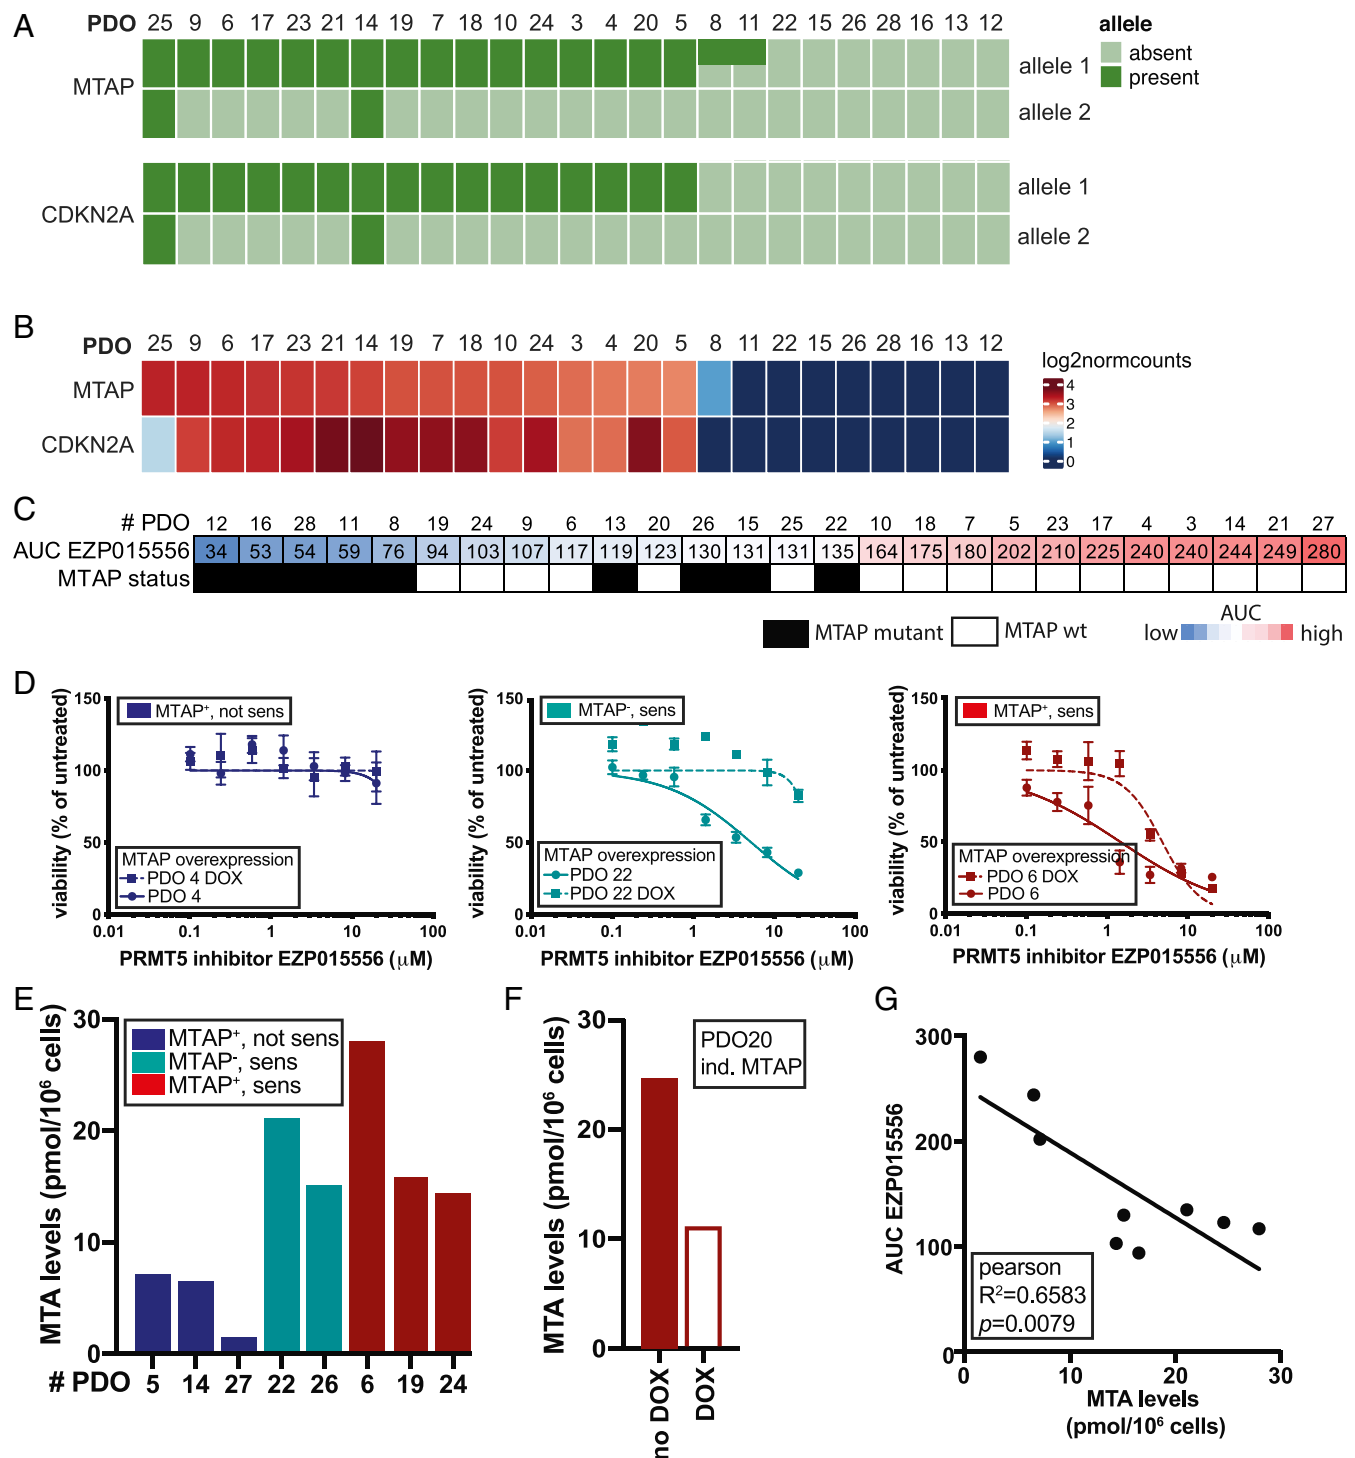 A
PDO 25 9 6 17 23 21 14 19 7 18 10 24 3 4 20 5 8 11 22 15 26 28 16 13 12
allele
absent
present
MTAP
allele 1
allele 2
CDKN2A
allele 1
allele 2
B
PDO 25 9 6 17 23 21 14 19 7 18 10 24 3 4 20 5 8 11 22 15 26 28 16 13 12
MTAP
CDKN2A
log2normcounts
4
3
2
1
0
C
# PDO 12 16 28 11 8 19 24 9 6 13 20 26 15 25 22 10 18 7 5 23 17 4 3 14 21 27
AUC EZP015556 34 53 54 59 76 94 103 107 117 119 123 130 131 131 135 164 175 180 202 210 225 240 240 244 249 280
MTAP status
MTAP mutant MTAP wt
AUC
low high
D
viability (% of untreated)
150
100
50
0
MTAP⁺, not sens
MTAP overexpression
PDO 4 DOX
PDO 4
0.01 0.1 1 10 100
PRMT5 inhibitor EZP015556 (μM)
viability (% of untreated)
150
100
50
0
MTAP⁻, sens
MTAP overexpression
PDO 22
PDO 22 DOX
0.01 0.1 1 10 100
PRMT5 inhibitor EZP015556 (μM)
viability (% of untreated)
150
100
50
0
MTAP⁺, sens
MTAP overexpression
PDO 6 DOX
PDO 6
0.01 0.1 1 10 100
PRMT5 inhibitor EZP015556 (μM)
E
MTA levels (pmol/10⁶ cells)
30
20
10
0
MTAP⁺, not sens
MTAP⁻, sens
MTAP⁺, sens
# PDO 5 14 27 22 26 6 19 24
F
MTA levels (pmol/10⁶ cells)
30
20
10
0
PDO20
ind. MTAP
no DOX
DOX
G
AUC EZP015556
300
200
100
0
pearson
R²=0.6583
p=0.0079
0 10 20 30
MTA levels
(pmol/10⁶ cells)